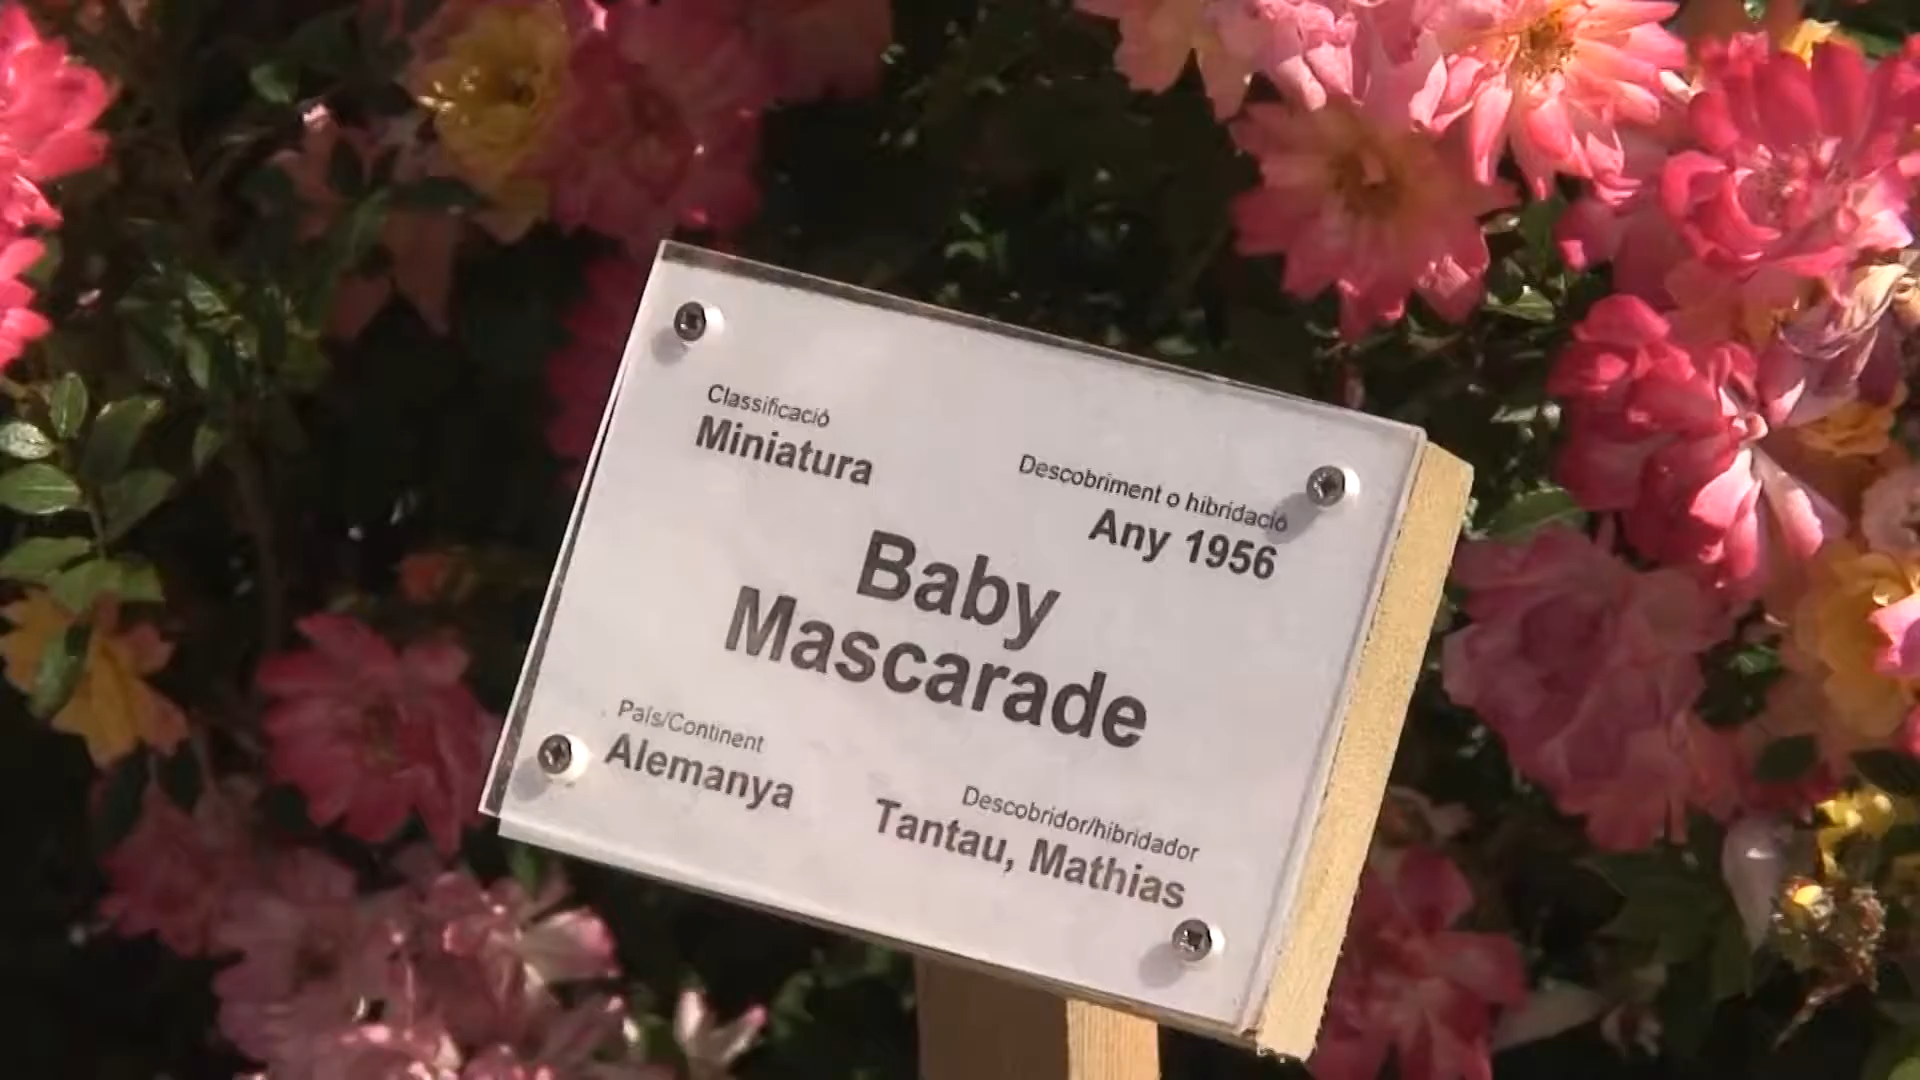 Classificació
Miniatura
Descobriment o hibridació
Any 1956
Baby
Mascarade
País/Continent
Alemanya
Descobridor/hibridador
Tantau, Mathias